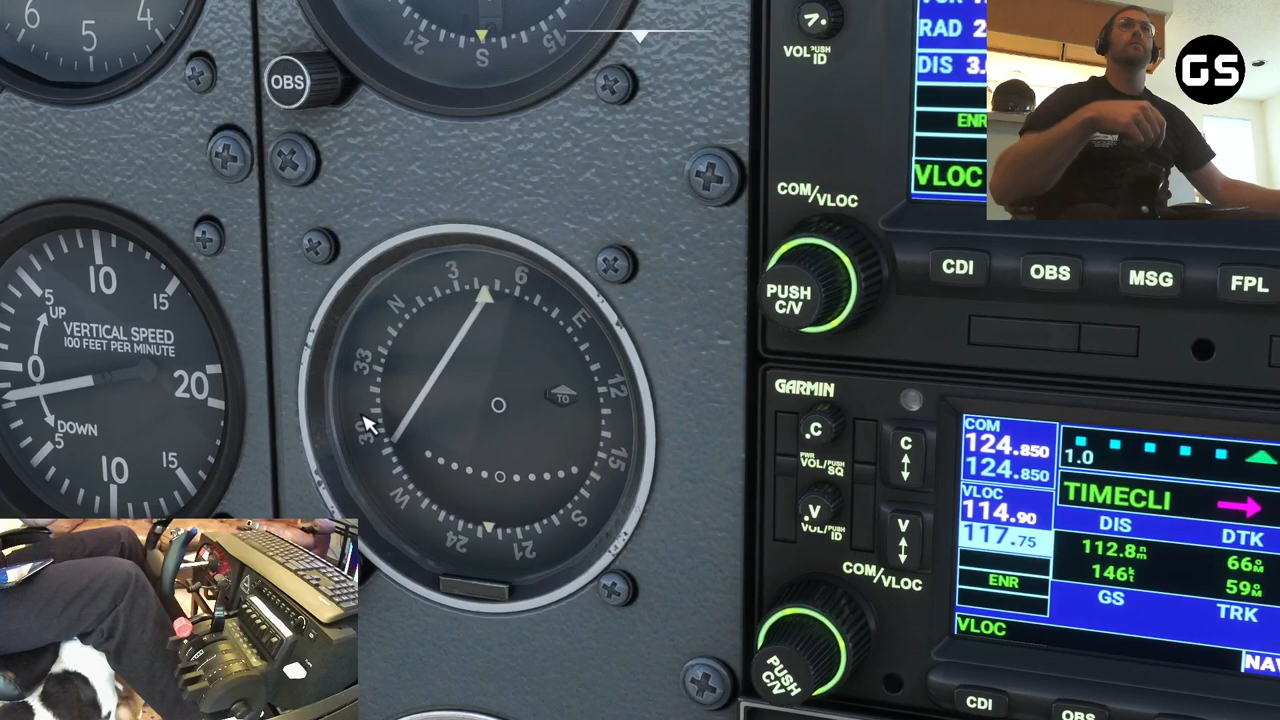 6
5
4
21
S
15
OBS
VOL PUSH ID
RAD 2
DIS 3.
ENR
VLOC
GS
COM/VLOC
PUSH C/V
CDI
OBS
MSG
FPL
10
5
UP
15
VERTICAL SPEED
100 FEET PER MINUTE
0
20
DOWN
5
10
15
3
6
N
E
33
12
TO
30
15
W
S
24
21
GARMIN
C
PWR
VOL/PUSH
SQ
C
V
VOL/PUSH
ID
V
COM/VLOC
PUSH C/V
COM
124.850
124.850
VLOC
114.90
117.75
ENR
VLOC
1.0
TIMECLI
DIS
DTK
112.8nm
66°M
146kt
59°M
GS
TRK
NAV
CDI
OBS